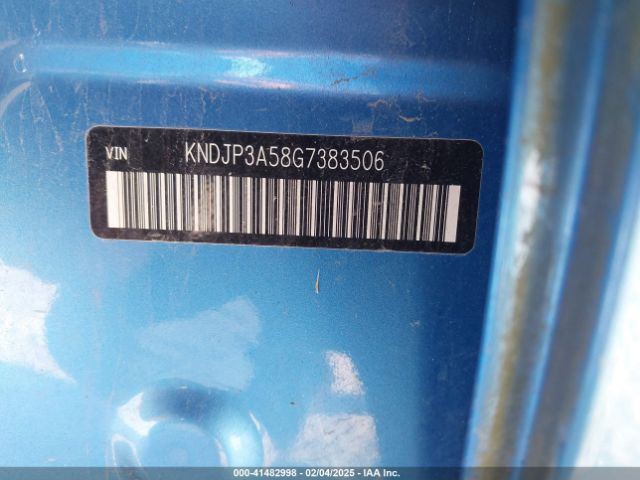 VIN KNDJP3A58G7383506
000-41482998 - 02/04/2025 - IAA Inc.